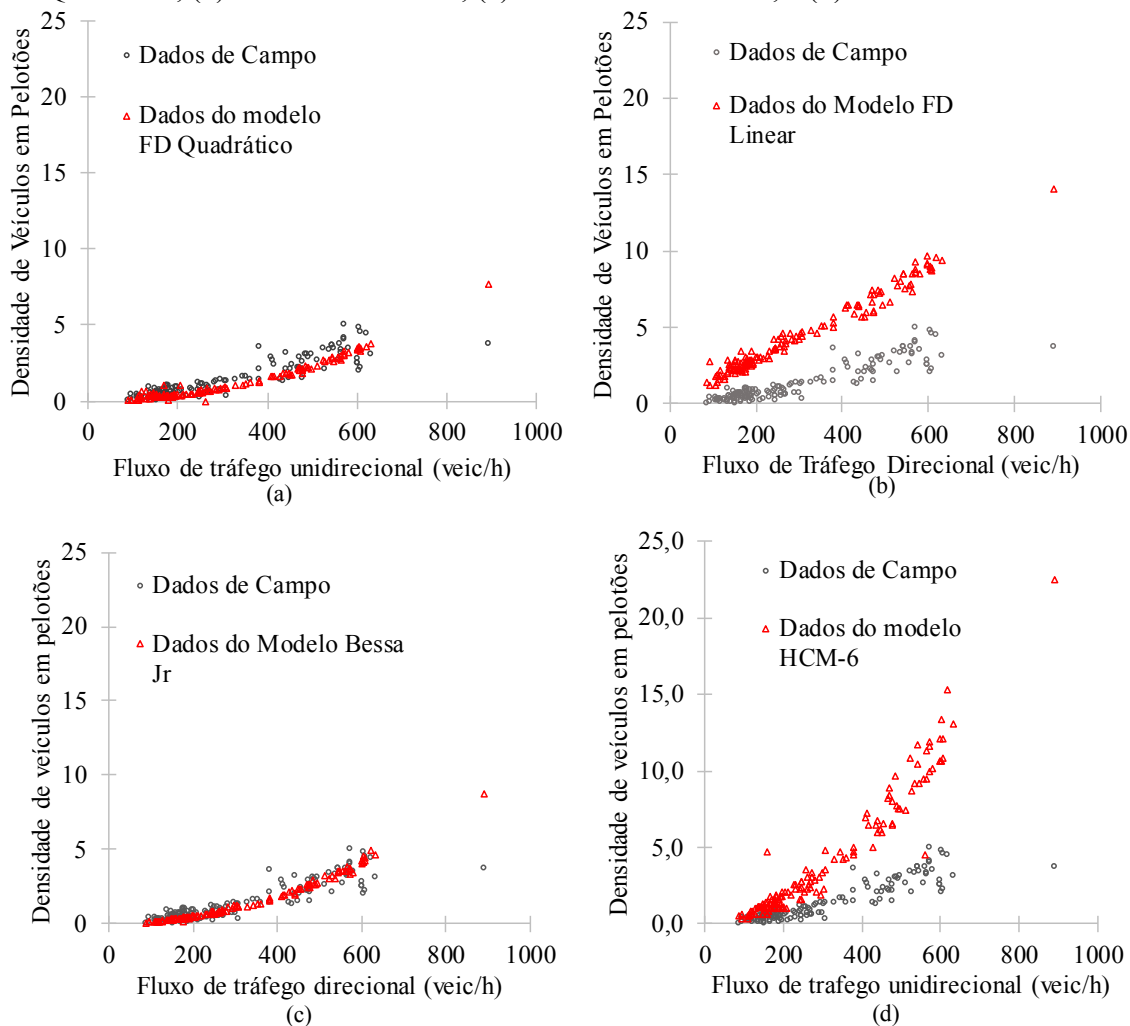 25
20
15
10
5
0
Densidade de Veículos em Pelotões
Dados de Campo
Dados do modelo
FD Quadrático
0 200 400 600 800 1000
Fluxo de tráfego unidirecional (veic/h)
(a)
25
20
15
10
5
0
Densidade de Veículos em Pelotões
Dados de Campo
Dados do Modelo FD
Linear
0 200 400 600 800 1000
Fluxo de Tráfego Direcional (veic/h)
(b)
25
20
15
10
5
0
Densidade de veículos em pelotões
Dados de Campo
Dados do Modelo Bessa
Jr
0 200 400 600 800 1000
Fluxo de tráfego direcional (veic/h)
(c)
25,0
20,0
15,0
10,0
5,0
0,0
Densidade de veículos em pelotões
Dados de Campo
Dados do modelo
HCM-6
0 200 400 600 800 1000
Fluxo de trafego unidirecional (veic/h)
(d)